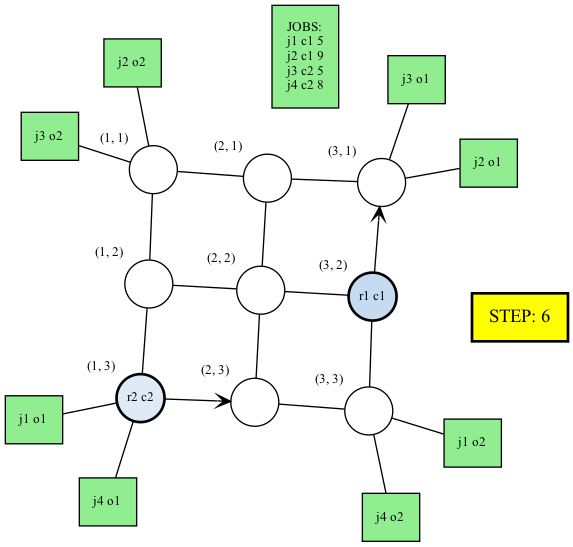 JOBS:
j1 c1 5
j2 c1 9
j3 c2 5
j4 c2 8
j2 o2
j3 o1
j3 o2
(1, 1)
(2, 1)
(3, 1)
j2 o1
(1, 2)
(2, 2)
(3, 2)
r1 c1
STEP: 6
(1, 3)
(2, 3)
(3, 3)
r2 c2
j1 o1
j1 o2
j4 o1
j4 o2